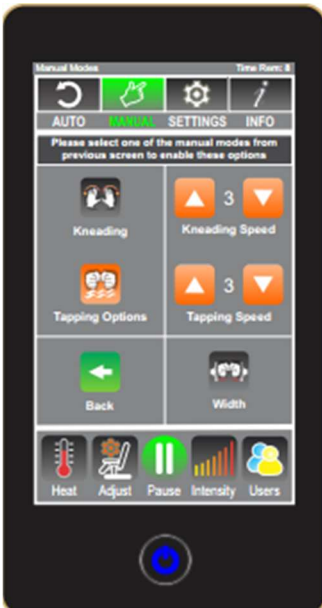 Manual Modes Time Rem: 8
AUTO MANUAL SETTINGS INFO
Please select one of the manual modes from
previous screen to enable these options
Kneading
3
Kneading Speed
Tapping Options
3
Tapping Speed
Back
Width
Heat Adjust Pause Intensity Users